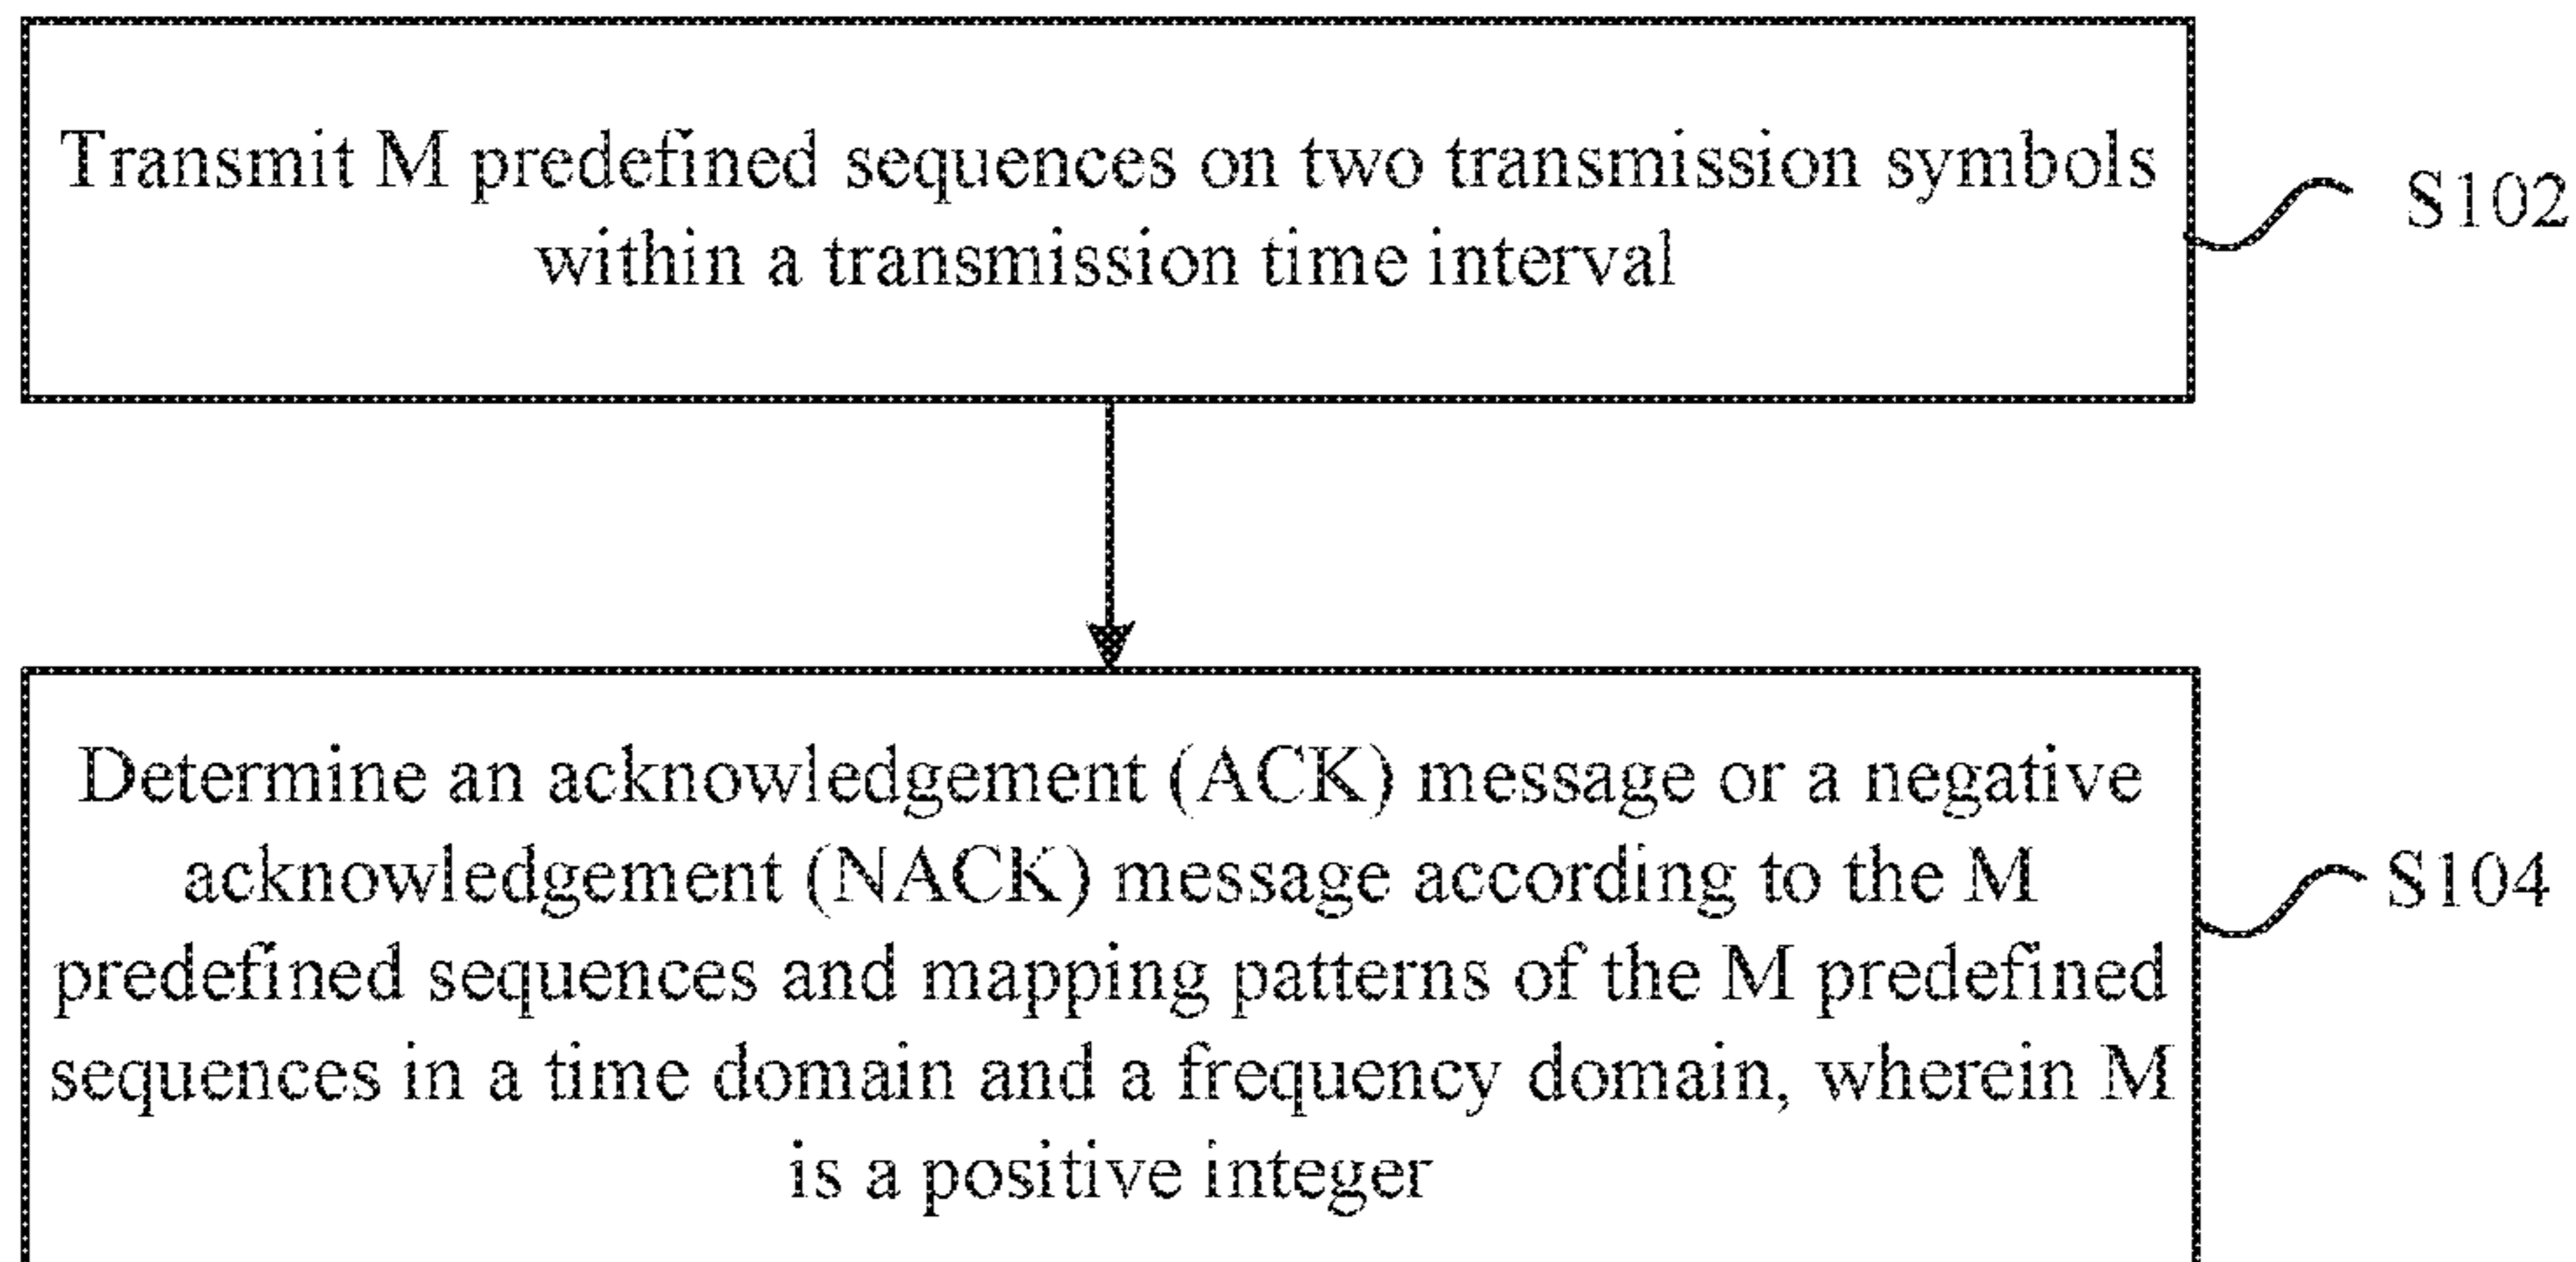 Transmit M predefined sequences on two transmission symbols
within a transmission time interval
S102
Determine an acknowledgement (ACK) message or a negative
acknowledgement (NACK) message according to the M
predefined sequences and mapping patterns of the M predefined
sequences in a time domain and a frequency domain, wherein M
is a positive integer
S104